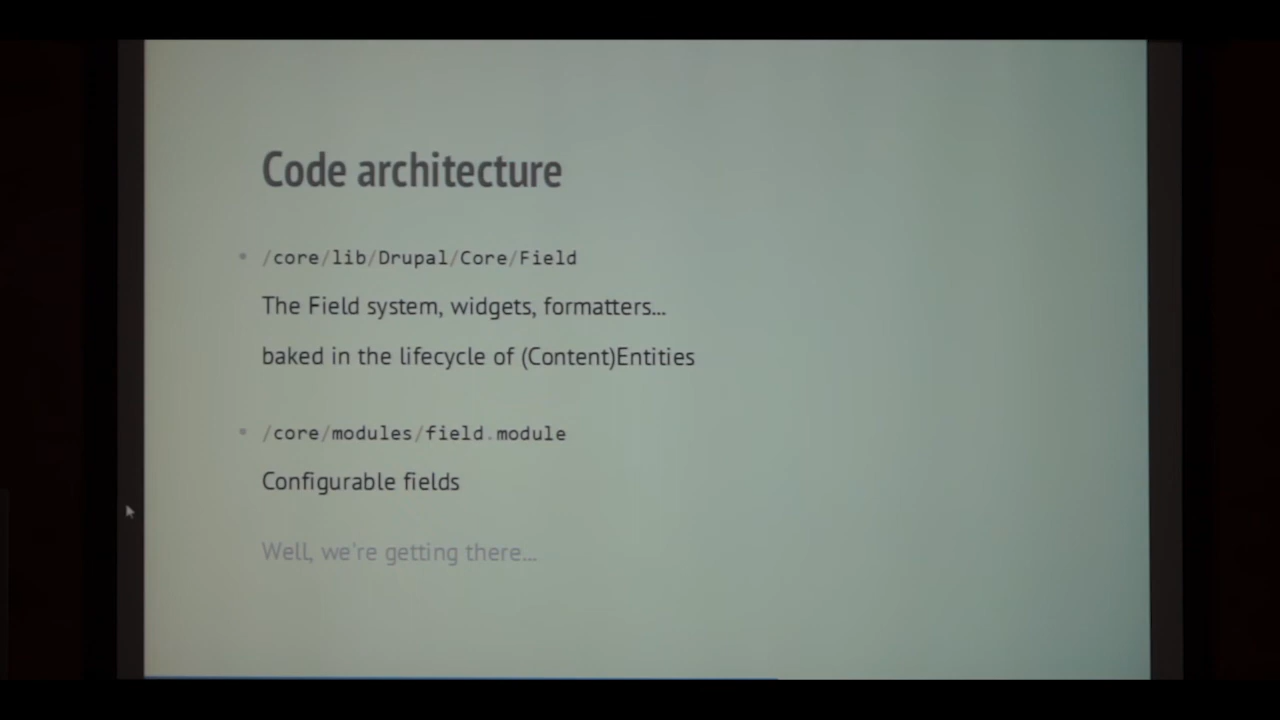 Code architecture
/core/lib/Drupal/Core/Field
The Field system, widgets, formatters...
baked in the lifecycle of (Content)Entities
/core/modules/field.module
Configurable fields
Well, we're getting there...